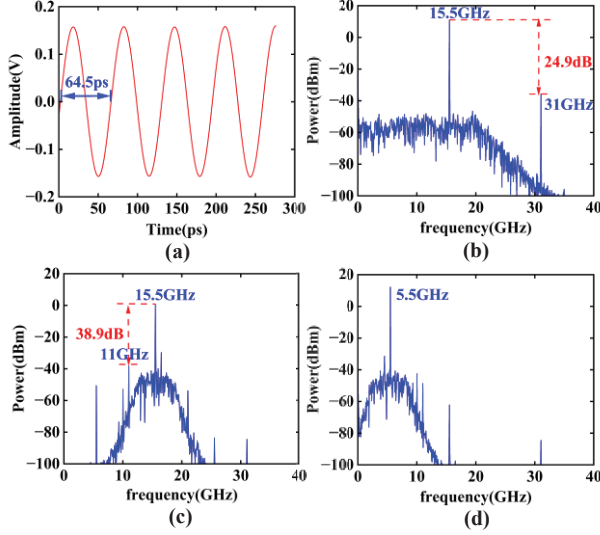 0.2
0.1
0.0
−0.1
−0.2
Amplitude(V)
64.5ps
0 50 100 150 200 250 300
Time(ps)
(a)
20
0
−20
−40
−60
−80
−100
Power(dBm)
15.5GHz
24.9dB
31GHz
0 10 20 30 40
frequency(GHz)
(b)
20
0
−20
−40
−60
−80
−100
Power(dBm)
15.5GHz
38.9dB
11GHz
0 10 20 30 40
frequency(GHz)
(c)
20
0
−20
−40
−60
−80
−100
Power(dBm)
5.5GHz
0 10 20 30 40
frequency(GHz)
(d)